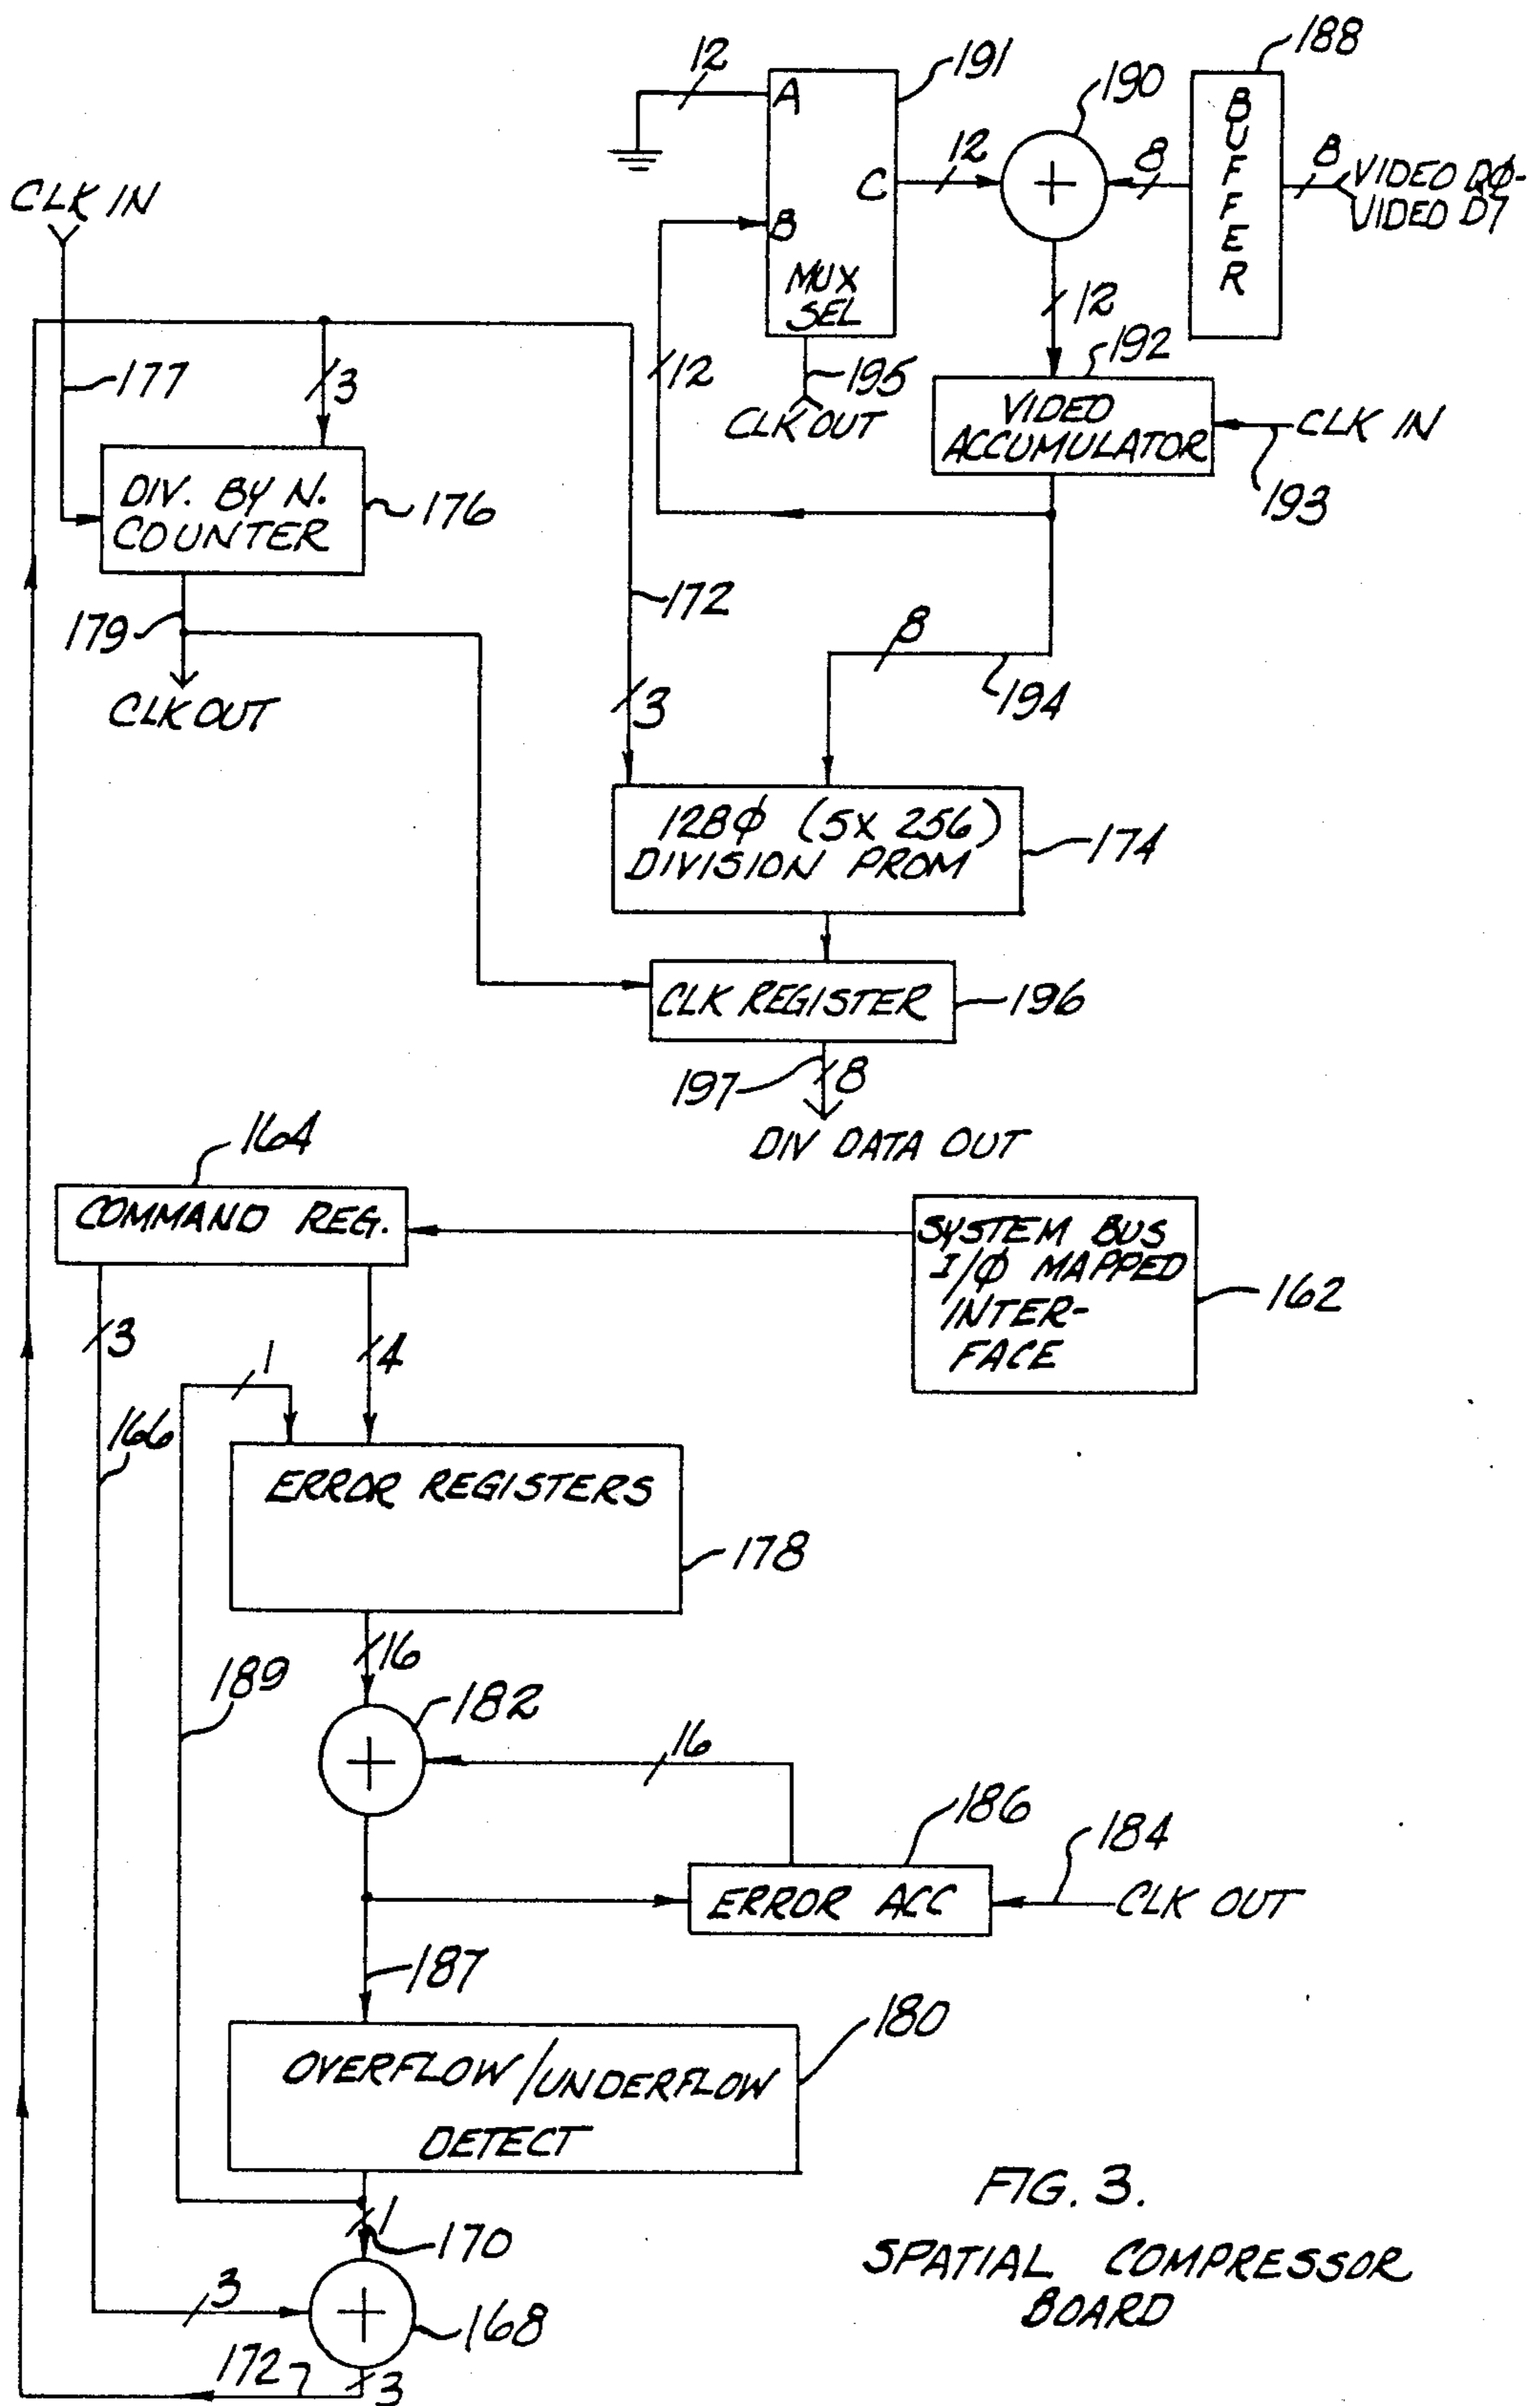 188
12
191
190
A
B
U
F
F
E
R
12
8
8
VIDEO DØ-
VIDEO D7
C
CLK IN
B
MUX
SEL
12
192
177
3
12
195
CLK OUT
VIDEO
ACCUMULATOR
CLK IN
193
DIV. BY N.
COUNTER
176
172
8
179
194
3
CLK OUT
128Ø (5X 256)
DIVISION PROM
174
CLK REGISTER
196
197
8
DIV DATA OUT
164
COMMAND REG.
SYSTEM BUS
I/Ø MAPPED
INTER-
FACE
162
3
1
4
166
ERROR REGISTERS
178
16
189
182
16
186
184
ERROR ACC
CLK OUT
187
180
OVERFLOW/UNDERFLOW
DETECT
1
170
FIG. 3.
SPATIAL COMPRESSOR
BOARD
3
168
172
3